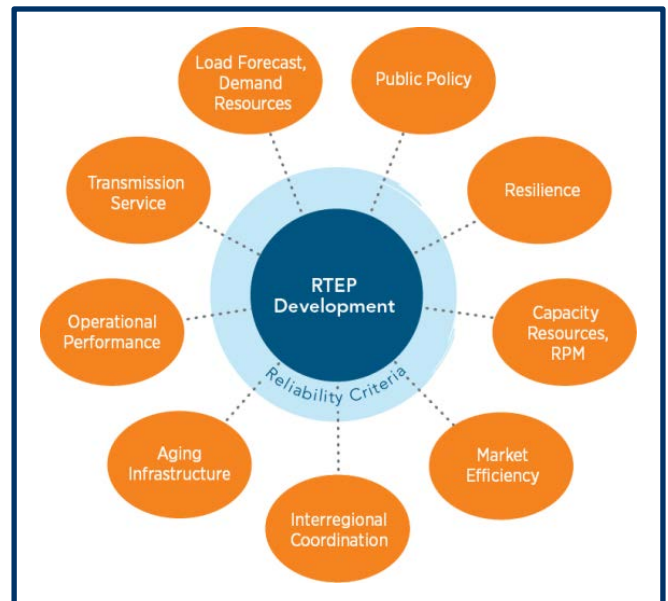 Load Forecast,
Demand
Resources
Public Policy
Transmission
Service
Resilience
RTEP
Development
Operational
Performance
Capacity
Resources,
RPM
Reliability Criteria
Aging
Infrastructure
Market
Efficiency
Interregional
Coordination